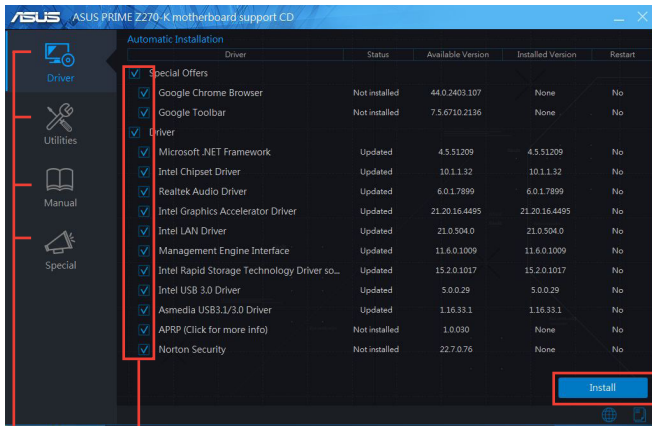 ASUS ASUS PRIME Z270-K motherboard support CD
Automatic Installation
Driver Status Available Version Installed Version Restart
Special Offers
Google Chrome Browser Not installed 44.0.2403.107 None No
Google Toolbar Not installed 7.5.6710.2136 None No
Driver
Microsoft .NET Framework Updated 4.5.51209 4.5.51209 No
Intel Chipset Driver Updated 10.1.1.32 10.1.1.32 No
Realtek Audio Driver Updated 6.0.1.7899 6.0.1.7899 No
Intel Graphics Accelerator Driver Updated 21.20.16.4495 21.20.16.4495 No
Intel LAN Driver Updated 21.0.504.0 21.0.504.0 No
Management Engine Interface Updated 11.6.0.1009 11.6.0.1009 No
Intel Rapid Storage Technology Driver so... Updated 15.2.0.1017 15.2.0.1017 No
Intel USB 3.0 Driver Updated 5.0.0.29 5.0.0.29 No
Asmedia USB3.1/3.0 Driver Updated 1.16.33.1 1.16.33.1 No
APRP (Click for more info) Not installed 1.0.030 None No
Norton Security Not installed 22.7.0.76 None No
Driver
Utilities
Manual
Special
Install